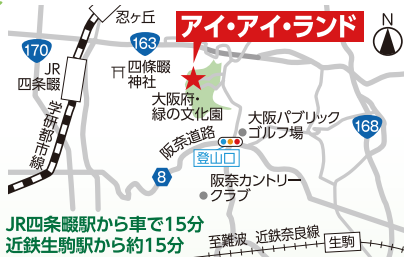 忍ヶ丘
アイ・アイ・ランド
N
170
163
JR
四条畷
四條畷
神社
168
学研都市線
大阪府・
緑の文化園
大阪パブリック
ゴルフ場
阪奈道路
登山口
8
阪奈カントリー
クラブ
JR四条畷駅から車で15分
近鉄生駒駅から約15分
至難波 近鉄奈良線
生駒